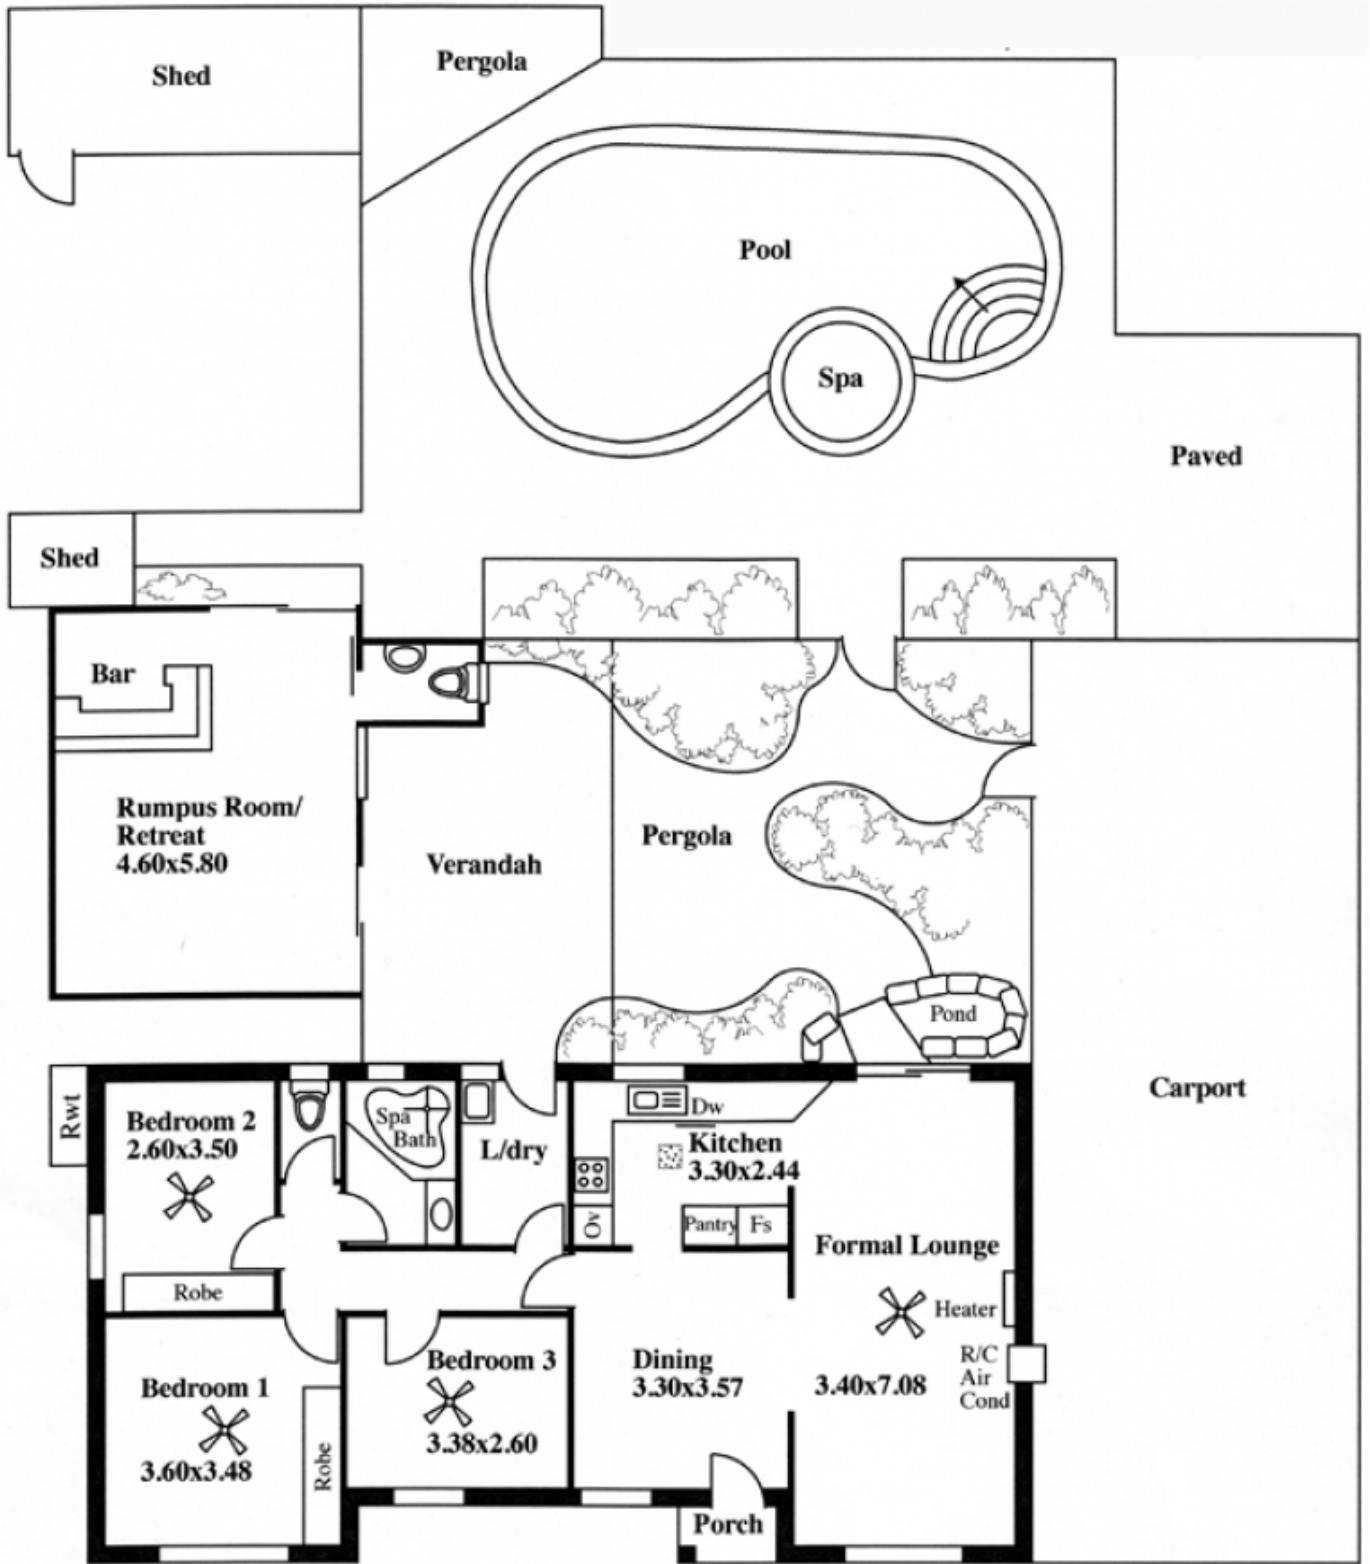 Shed
Pergola
Pool
Spa
Paved
Shed
Bar
Rumpus Room/
Retreat
4.60x5.80
Verandah
Pergola
Pond
Carport
Rwt
Bedroom 2
2.60x3.50
Spa
Bath
L/dry
Dw
Kitchen
3.30x2.44
Ov
Pantry
Fs
Robe
Formal Lounge
Heater
R/C
Air
Cond
3.40x7.08
Dining
3.30x3.57
Bedroom 3
3.38x2.60
Bedroom 1
3.60x3.48
Robe
Porch